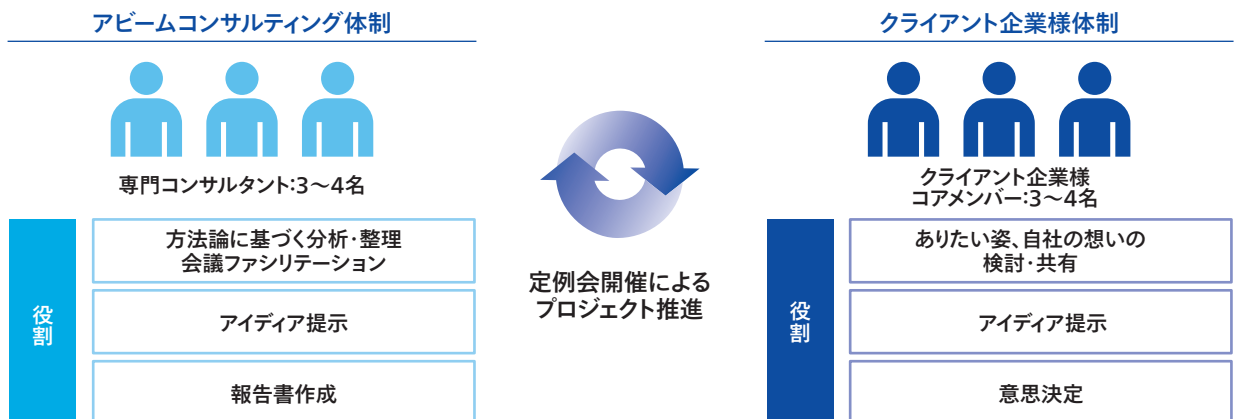 アビームコンサルティング体制
専門コンサルタント:3〜4名
役割
方法論に基づく分析・整理
会議ファシリテーション
アイディア提示
報告書作成
定例会開催による
プロジェクト推進
クライアント企業様体制
クライアント企業様
コアメンバー:3〜4名
役割
ありたい姿、自社の想いの
検討・共有
アイディア提示
意思決定